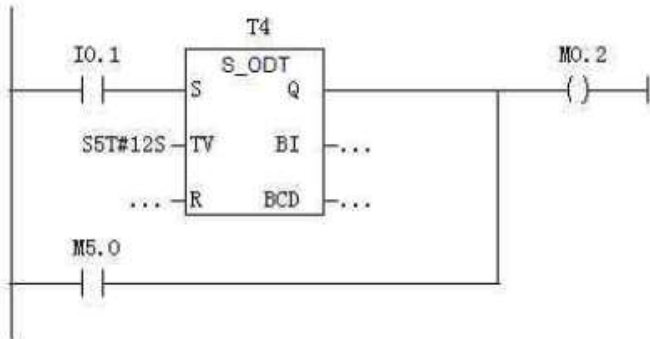 T4
I0.1 S_ODT M0.2
S Q ( )
S5T#12S TV BI ...
... R BCD ...
M5.0